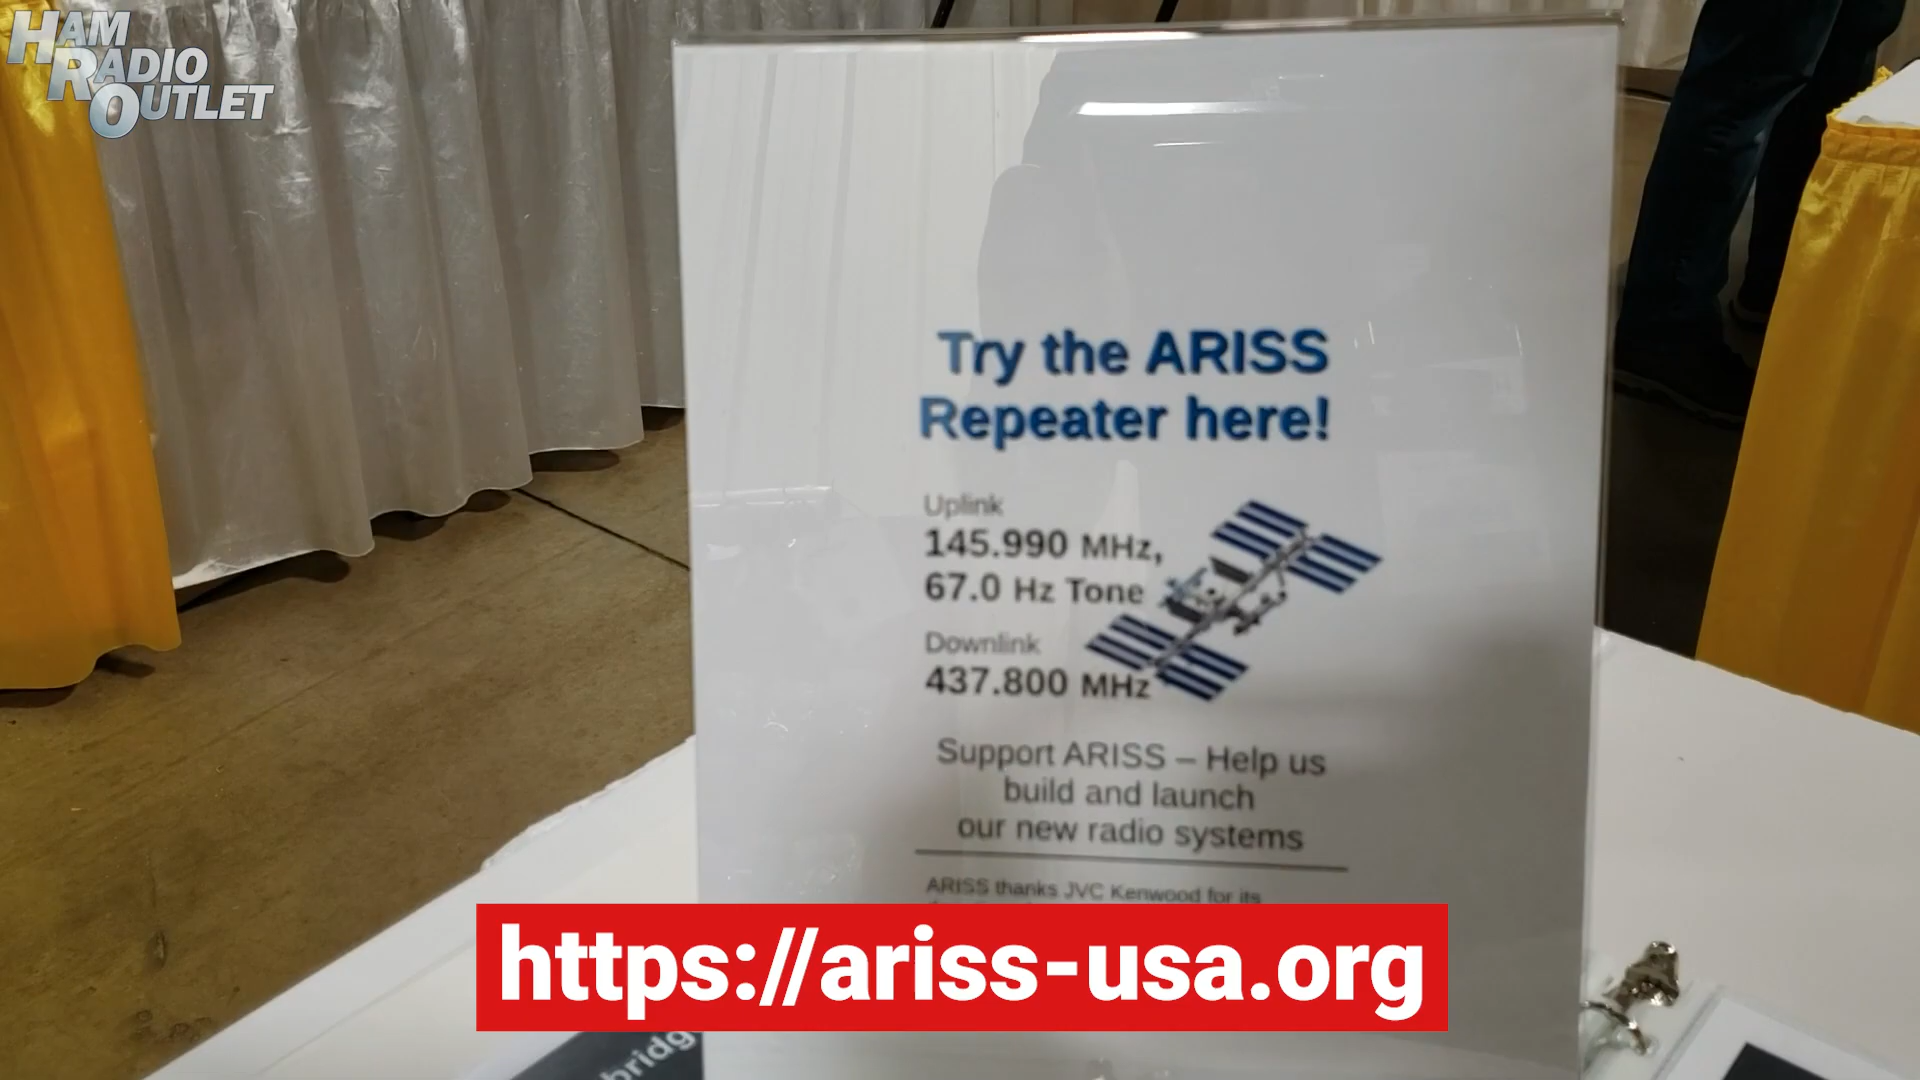 HAM
RADIO
OUTLET
Try the ARISS
Repeater here!
Uplink
145.990 MHz,
67.0 Hz Tone
Downlink
437.800 MHz
Support ARISS – Help us
build and launch
our new radio systems
ARISS thanks JVC Kenwood for its
https://ariss-usa.org